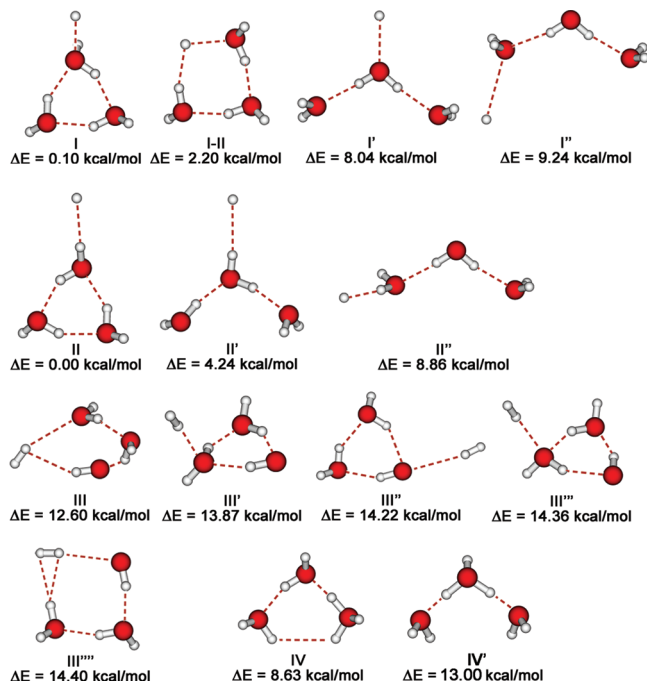 I
ΔE = 0.10 kcal/mol
I-II
ΔE = 2.20 kcal/mol
I'
ΔE = 8.04 kcal/mol
I''
ΔE = 9.24 kcal/mol
II
ΔE = 0.00 kcal/mol
II'
ΔE = 4.24 kcal/mol
II''
ΔE = 8.86 kcal/mol
III
ΔE = 12.60 kcal/mol
III'
ΔE = 13.87 kcal/mol
III''
ΔE = 14.22 kcal/mol
III'''
ΔE = 14.36 kcal/mol
III''''
ΔE = 14.40 kcal/mol
IV
ΔE = 8.63 kcal/mol
IV'
ΔE = 13.00 kcal/mol